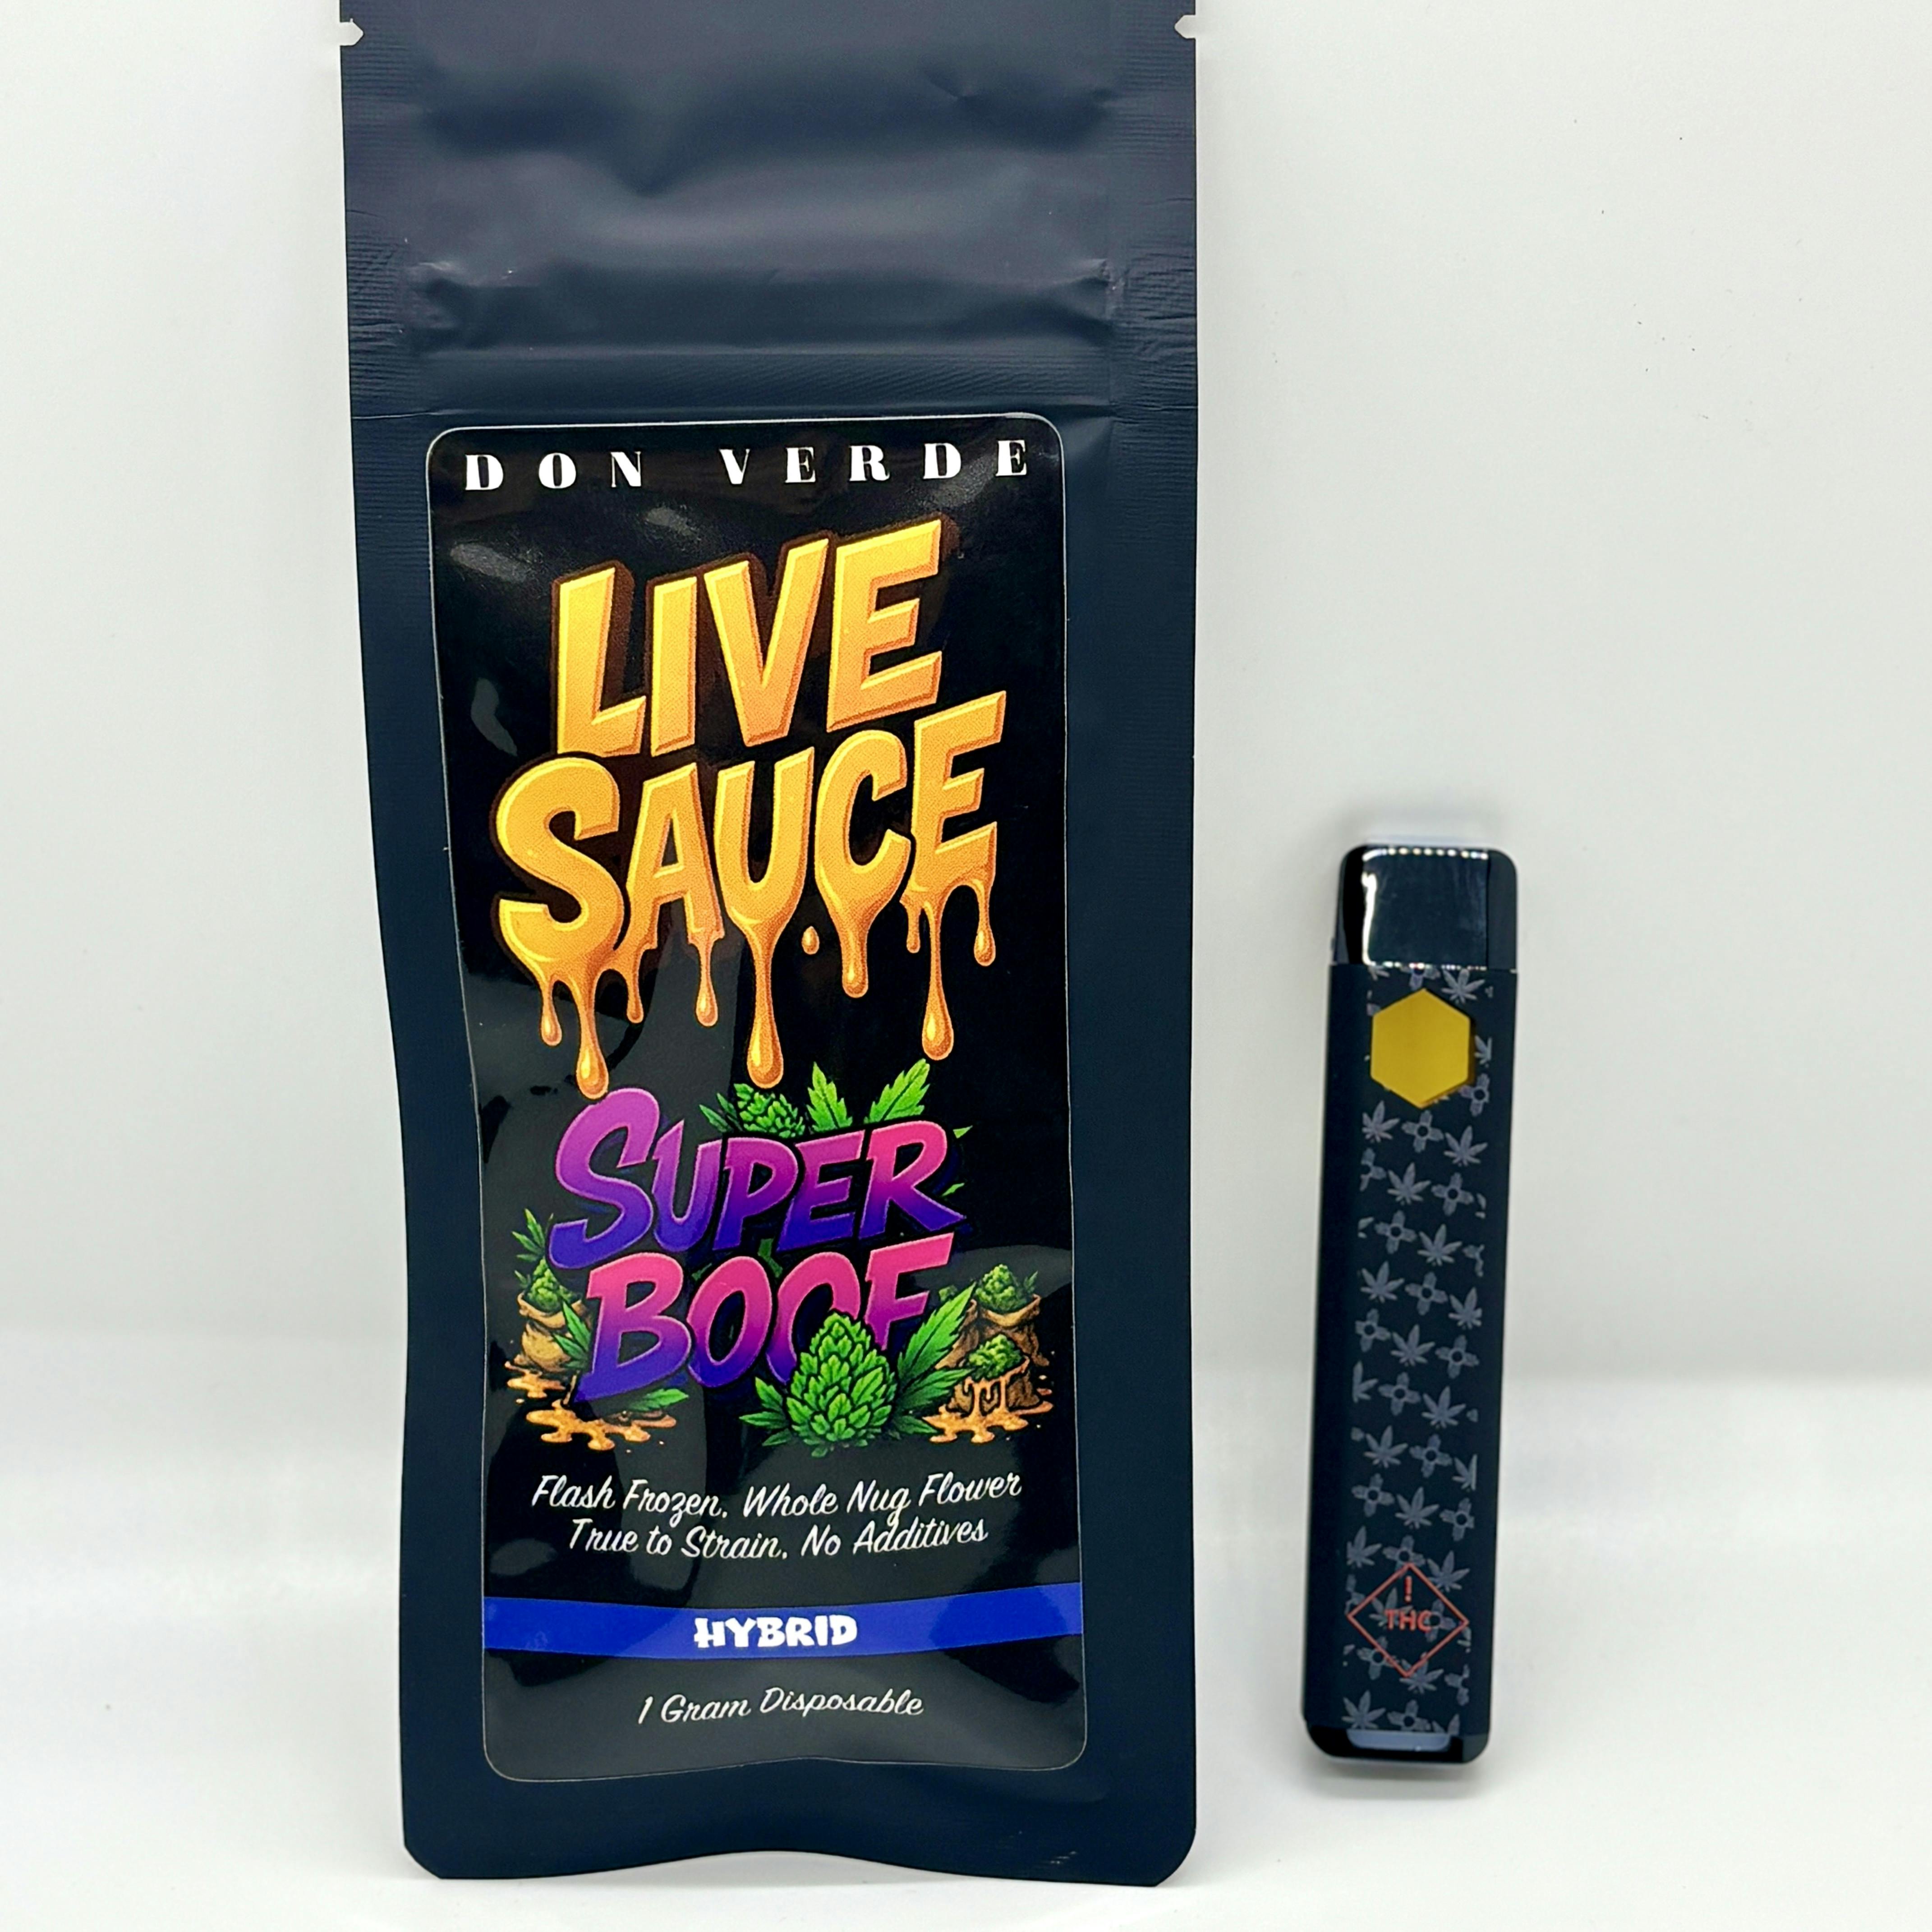 DON VERDE
LIVE
SAUCE
SUPER
BOOF
Flash Frozen, Whole Nug Flower
True to Strain, No Additives
HYBRID
1 Gram Disposable
!
THC